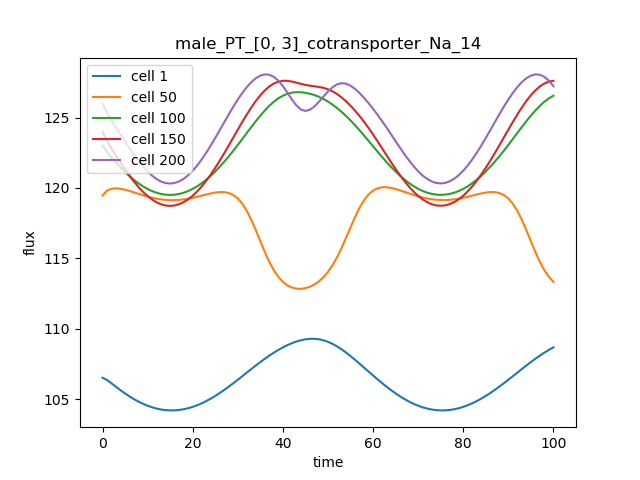 male_PT_[0, 3]_cotransporter_Na_14
cell 1
cell 50
cell 100
cell 150
cell 200
125
120
115
110
105
flux
0 20 40 60 80 100
time